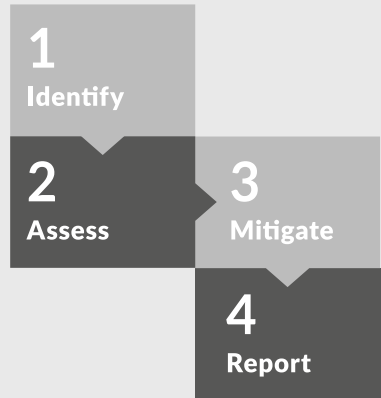 1
Identify
2
Assess
3
Mitigate
4
Report